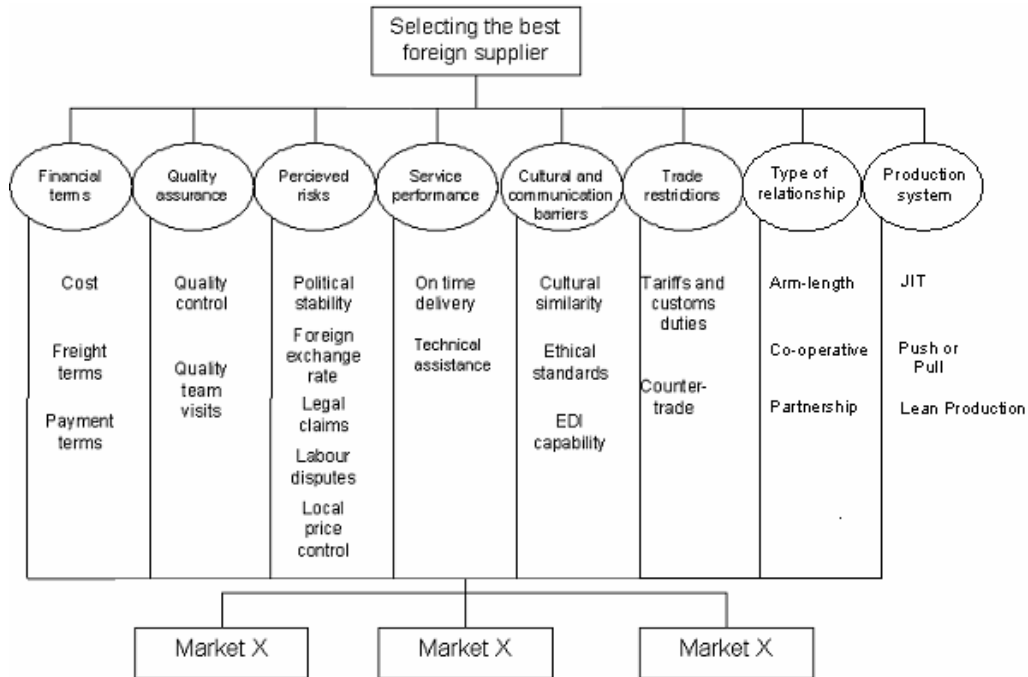 Selecting the best
foreign supplier
Financial
terms
Quality
assurance
Percieved
risks
Service
performance
Cultural and
communication
barriers
Trade
restrictions
Type of
relationship
Production
system
Cost
Freight
terms
Payment
terms
Quality
control
Quality
team
visits
Political
stability
Foreign
exchange
rate
Legal
claims
Labour
disputes
Local
price
control
On time
delivery
Technical
assistance
Cultural
similarity
Ethical
standards
EDI
capability
Tariffs and
customs
duties
Counter-
trade
Arm-length
Co-operative
Partnership
JIT
Push or
Pull
Lean Production
Market X
Market X
Market X